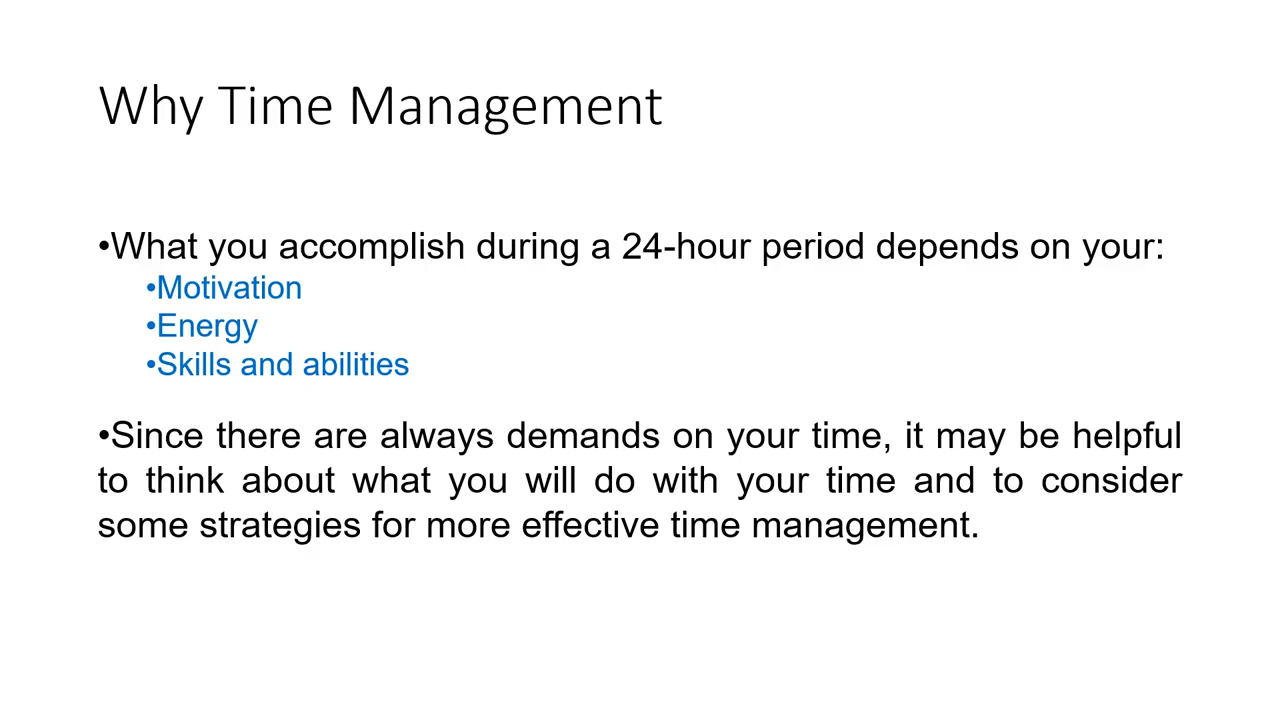 Why Time Management
•What you accomplish during a 24-hour period depends on your:
•Motivation
•Energy
•Skills and abilities
•Since there are always demands on your time, it may be helpful
to think about what you will do with your time and to consider
some strategies for more effective time management.